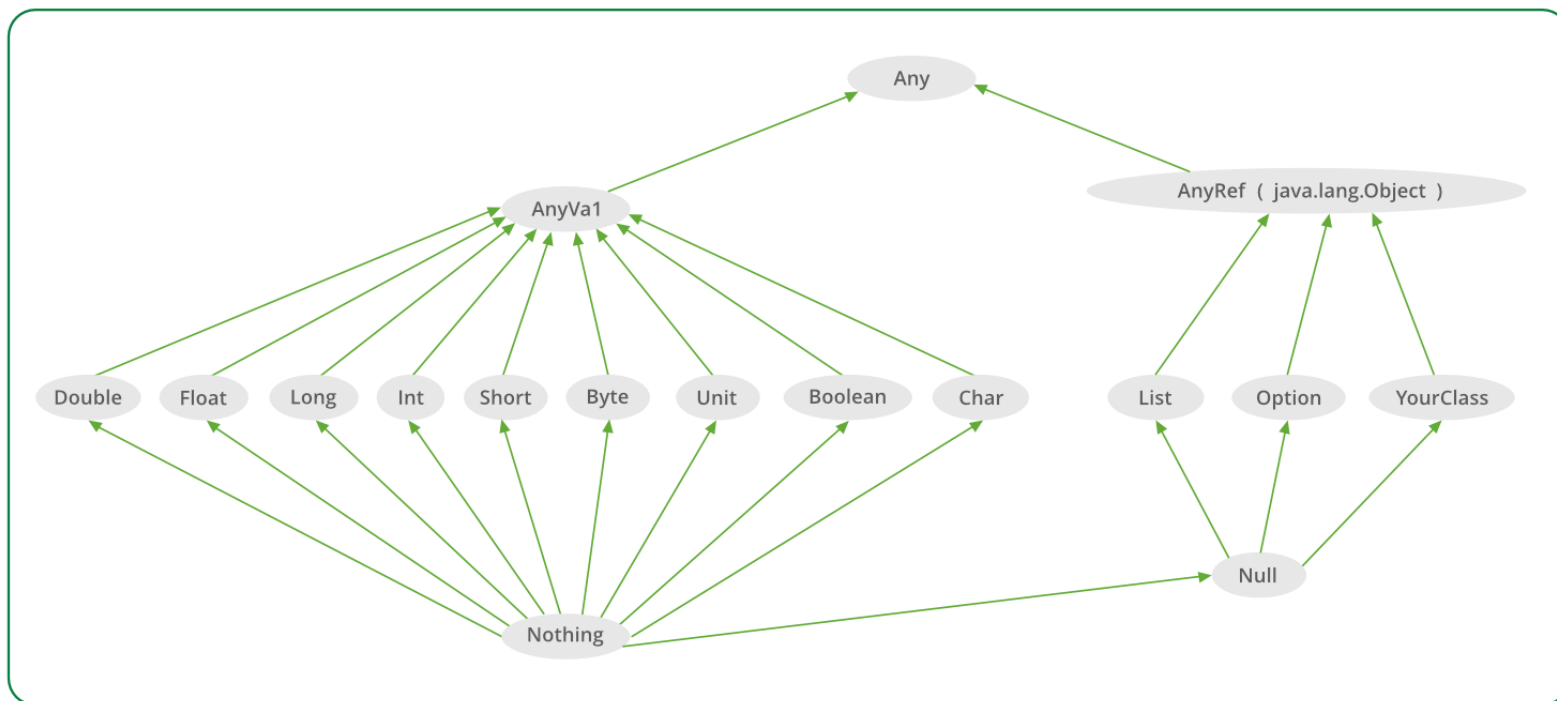 Any
AnyRef ( java.lang.Object )
AnyVa1
Double Float Long Int Short Byte Unit Boolean Char List Option YourClass
Null
Nothing